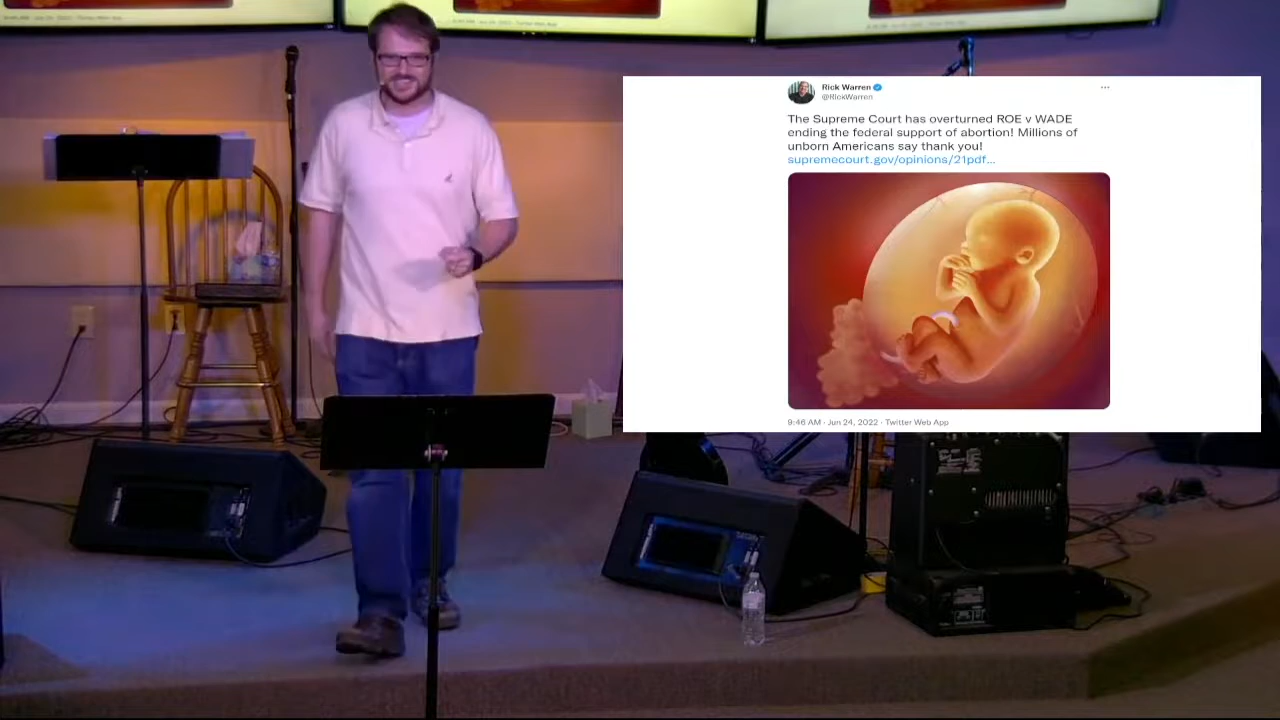 Rick Warren
@RickWarren
The Supreme Court has overturned ROE v WADE
ending the federal support of abortion! Millions of
unborn Americans say thank you!
supremecourt.gov/opinions/21pdf...
9:46 AM · Jun 24, 2022 · Twitter Web App